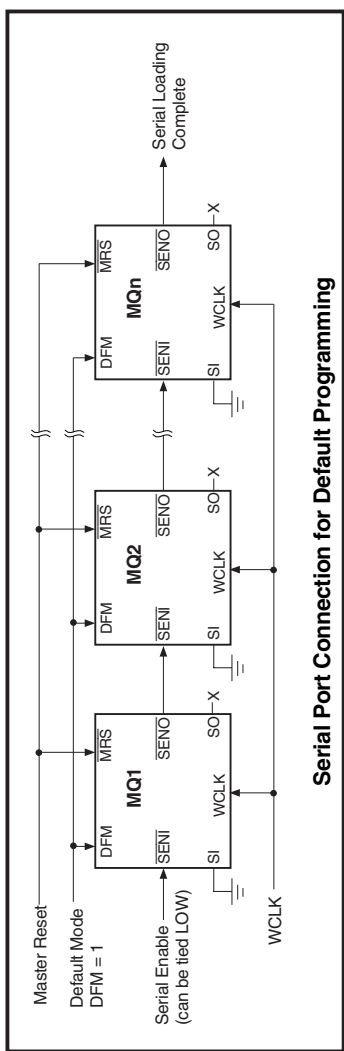 Master Reset
Default Mode
DFM = 1
Serial Enable
(can be tied LOW)
WCLK
DFM
MRS
MQ1
SENI
SENO
SI
WCLK
SO
X
DFM
MRS
MQ2
SENI
SENO
SI
WCLK
SO
X
DFM
MRS
MQn
SENI
SENO
SI
WCLK
SO
X
Serial Loading
Complete
Serial Port Connection for Default Programming